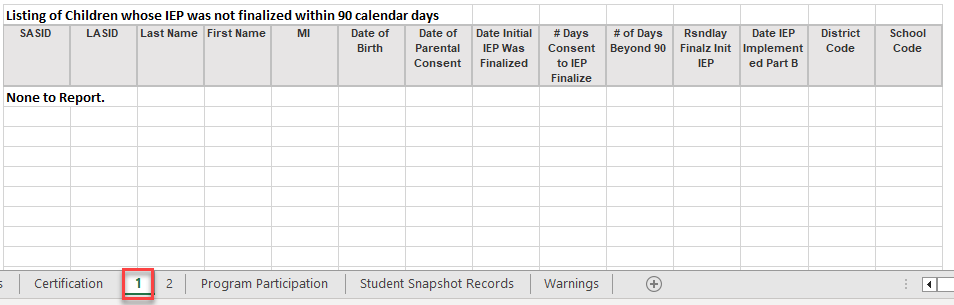 Listing of Children whose IEP was not finalized within 90 calendar days
SASID LASID Last Name First Name MI Date of Birth Date of Parental Consent Date Initial IEP Was Finalized # Days Consent to IEP Finalize # of Days Beyond 90 Rsndlay Finalz Init IEP Date IEP Implement ed Part B District Code School Code
None to Report.
s Certification 1 2 Program Participation Student Snapshot Records Warnings